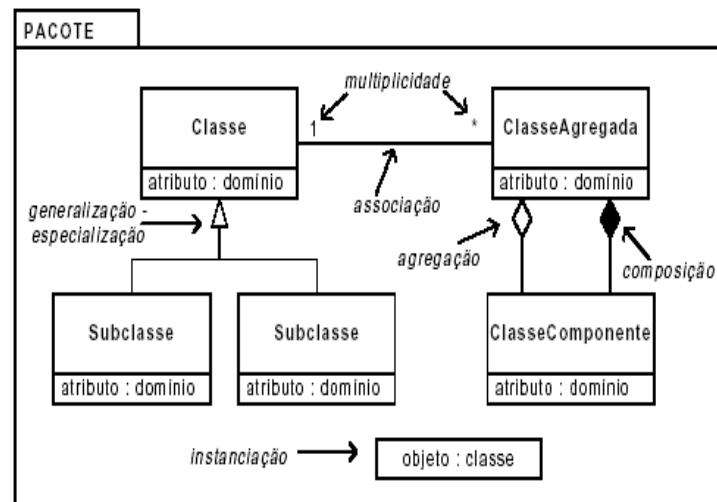 PACOTE
multiplicidade
Classe
1
*
ClasseAgregada
atributo : domínio
associação
atributo : domínio
generalização -
especialização
agregação
composição
Subclasse
Subclasse
ClasseComponente
atributo : domínio
atributo : domínio
atributo : domínio
instanciação
objeto : classe